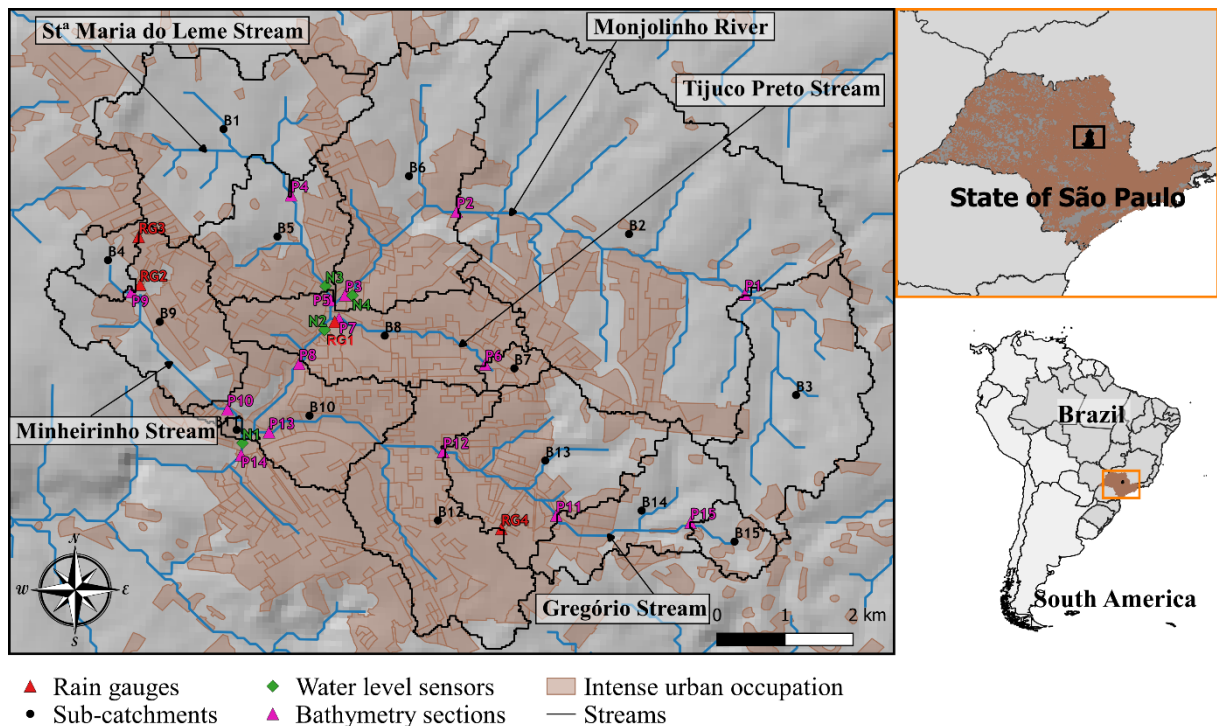 Stª Maria do Leme Stream
Monjolinho River
Tijuco Preto Stream
B1
B6
P4
P2
B2
RG3
B5
B4
RG2
P9
N3
P3
P5
N4
P1
B9
N2
P7
RG1
B8
P8
P6
B7
B3
P10
B10
Minheirinho Stream
N1
P13
P14
P12
B13
B12
RG4
P11
B14
P15
B15
Gregório Stream
N
W
E
S
0
1
2 km
State of São Paulo
Brazil
South America
Rain gauges
Water level sensors
Intense urban occupation
Sub-catchments
Bathymetry sections
Streams